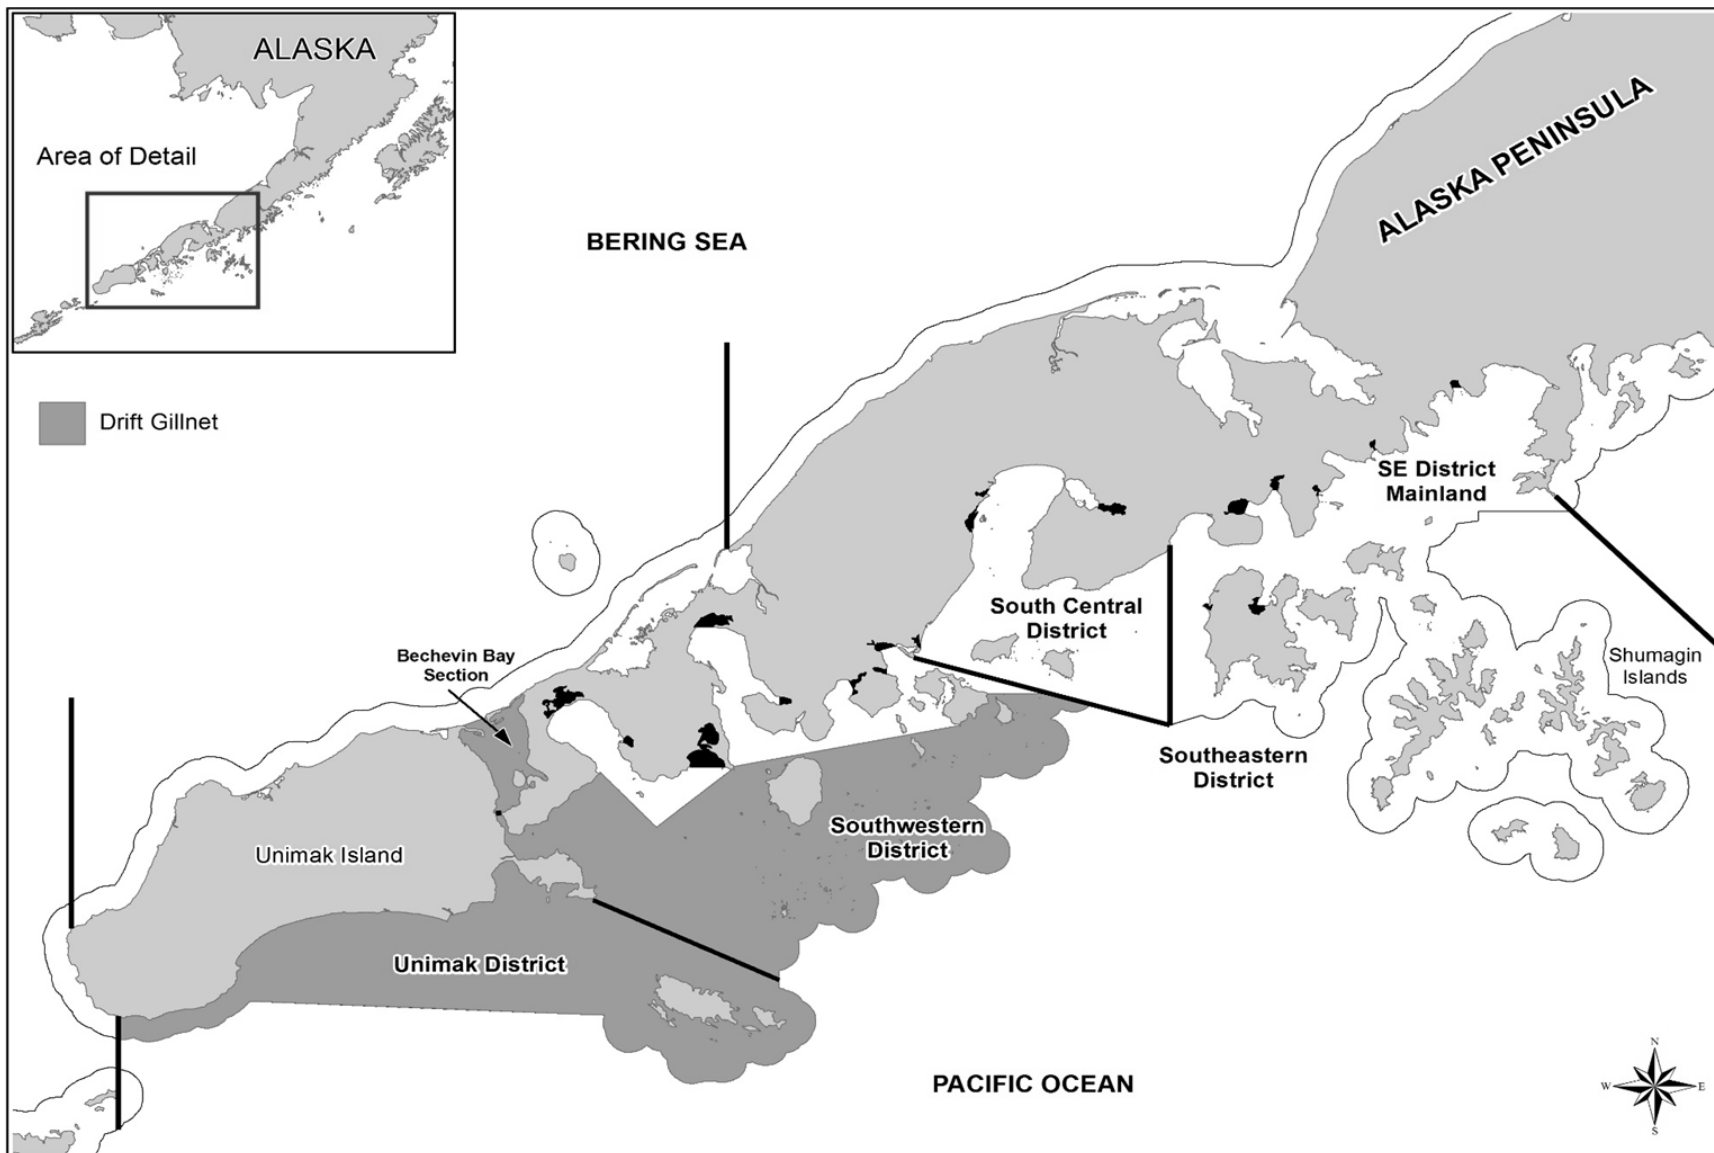 ALASKA
Area of Detail
Drift Gillnet
BERING SEA
ALASKA PENINSULA
SE District
Mainland
South Central
District
Bechevin Bay
Section
Shumagin
Islands
Southeastern
District
Southwestern
District
Unimak Island
Unimak District
PACIFIC OCEAN
N
W
E
S